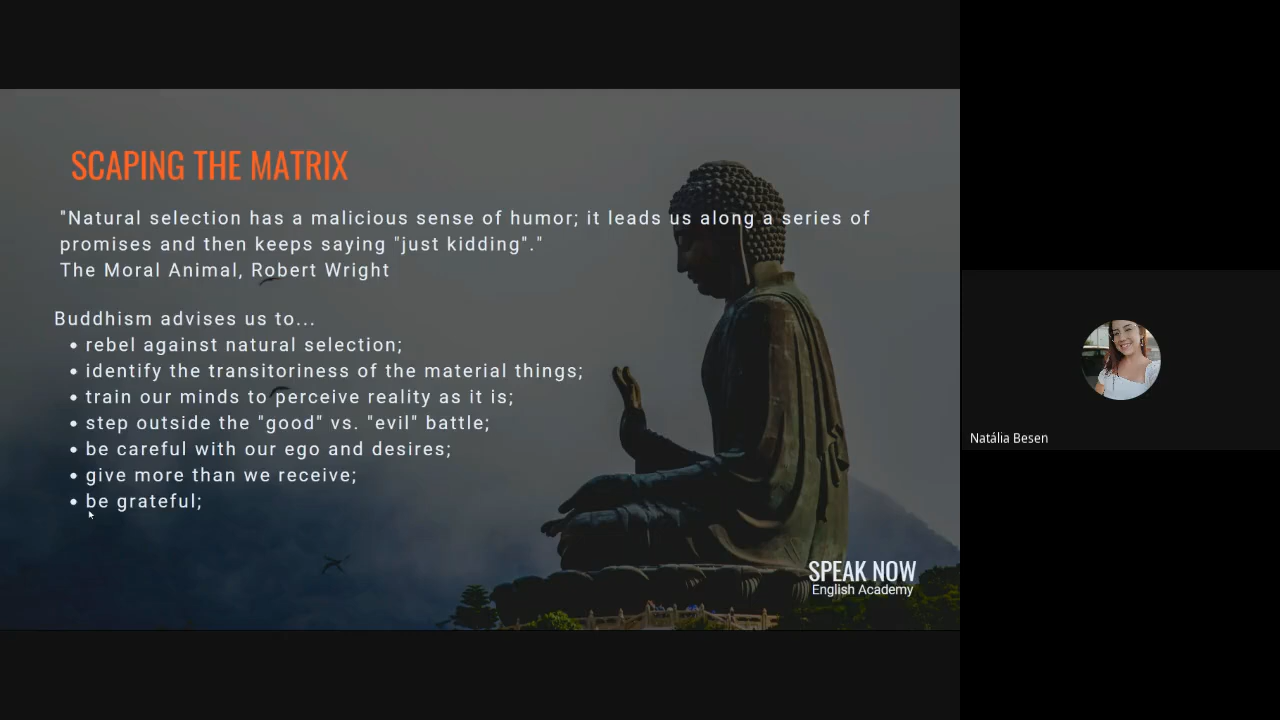 SCAPING THE MATRIX
"Natural selection has a malicious sense of humor; it leads us along a series of
promises and then keeps saying "just kidding"."
The Moral Animal, Robert Wright
Buddhism advises us to...
• rebel against natural selection;
• identify the transitoriness of the material things;
• train our minds to perceive reality as it is;
• step outside the "good" vs. "evil" battle;
• be careful with our ego and desires;
• give more than we receive;
• be grateful;
SPEAK NOW
English Academy
Natália Besen